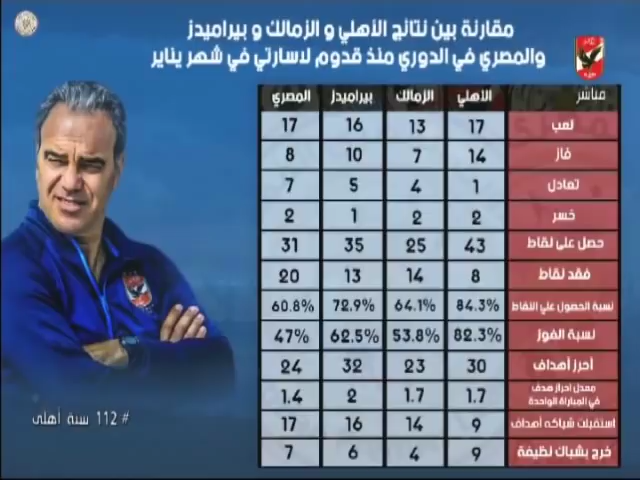 مقارنة بين نتائج الأهلي و الزمالك و بيراميدز
والمصري في الدوري منذ قدوم لاسارتي في شهر يناير
مباشر الأهلي الزمالك بيراميدز المصري
لعب 17 13 16 17
فاز 14 7 10 8
تعادل 1 4 5 7
خسر 2 2 1 2
حصل على نقاط 43 25 35 31
فقد نقاط 8 14 13 20
نسبة الحصول علي النقاط 84.3% 64.1% 72.9% 60.8%
نسبة الفوز 82.3% 53.8% 62.5% 47%
أحرز أهداف 30 23 32 24
معدل احراز هدف
في المباراة الواحدة 1.7 1.7 2 1.4
استقبلت شباكه أهداف 9 14 16 17
خرج بشباك نظيفة 9 4 6 7
# 112 سنة أهلى